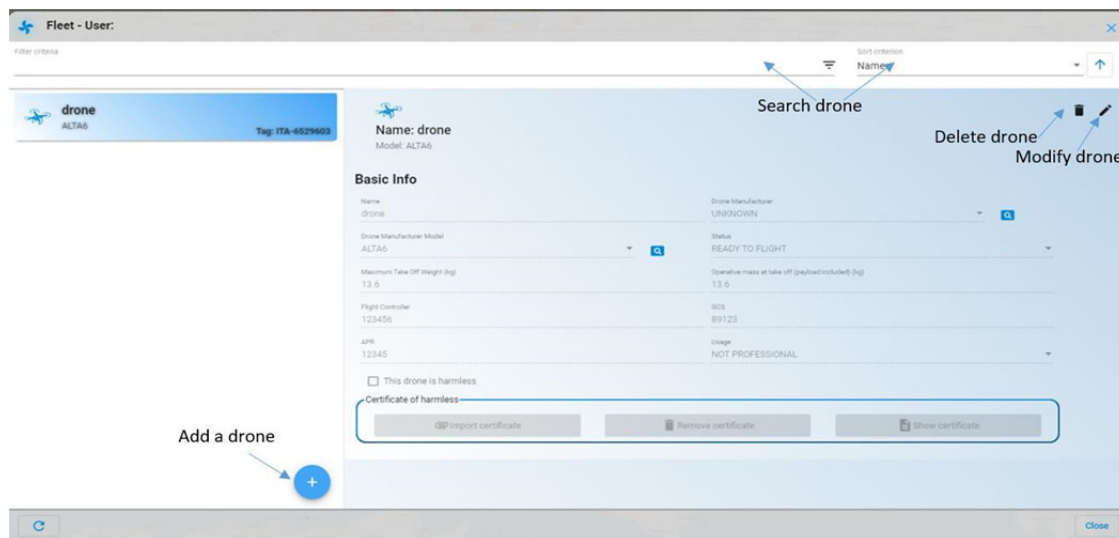 Fleet - User:
Filter criteria
Sort criterion
Name
Search drone
drone
ALTA6
Tag: ITA-6529603
Name: drone
Model: ALTA6
Delete drone
Modify drone
Basic Info
Name
drone
Drone Manufacturer
UNKNOWN
Drone Manufacturer Model
ALTA6
Status
READY TO FLIGHT
Maximum Take Off Weight (kg)
13.6
Operative mass at take off (payload included) (kg)
13.6
Flight Controller
123456
GCS
89123
APR
12345
Usage
NOT PROFESSIONAL
This drone is harmless
Certificate of harmless
Import certificate
Remove certificate
Show certificate
Add a drone
+
Close